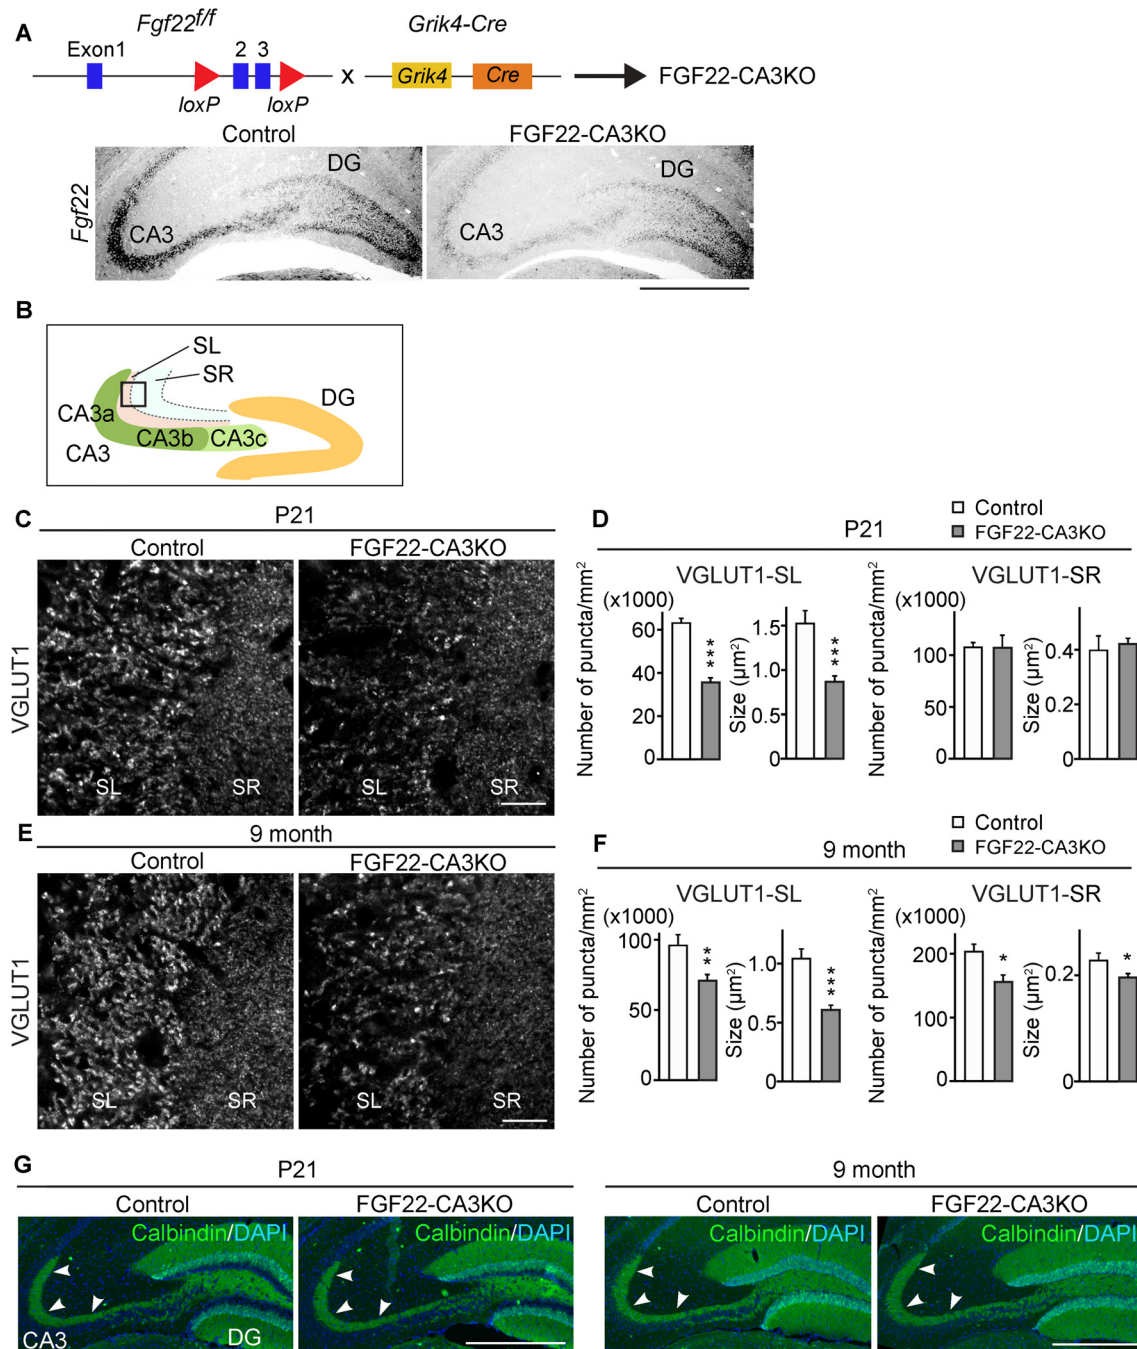 A
Fgf22f/f
Grik4-Cre
Exon1
2
3
loxP
loxP
x
Grik4
Cre
FGF22-CA3KO
Control
FGF22-CA3KO
Fgf22
CA3
DG
CA3
DG
B
SL
SR
DG
CA3a
CA3b
CA3c
CA3
C
P21
Control
FGF22-CA3KO
VGLUT1
SL
SR
SL
SR
D
Control
FGF22-CA3KO
P21
VGLUT1-SL
VGLUT1-SR
Number of puncta/mm²
(x1000)
60
40
20
0
***
Size (µm²)
1.5
1.0
0.5
0
***
Number of puncta/mm²
(x1000)
100
50
0
Size (µm²)
0.4
0.2
0
E
9 month
Control
FGF22-CA3KO
VGLUT1
SL
SR
SL
SR
F
Control
FGF22-CA3KO
9 month
VGLUT1-SL
VGLUT1-SR
Number of puncta/mm²
(x1000)
100
50
0
**
Size (µm²)
1.0
0.5
0
***
Number of puncta/mm²
(x1000)
200
100
0
*
Size (µm²)
0.2
0
*
G
P21
9 month
Control
FGF22-CA3KO
Control
FGF22-CA3KO
Calbindin/DAPI
Calbindin/DAPI
Calbindin/DAPI
Calbindin/DAPI
CA3
DG